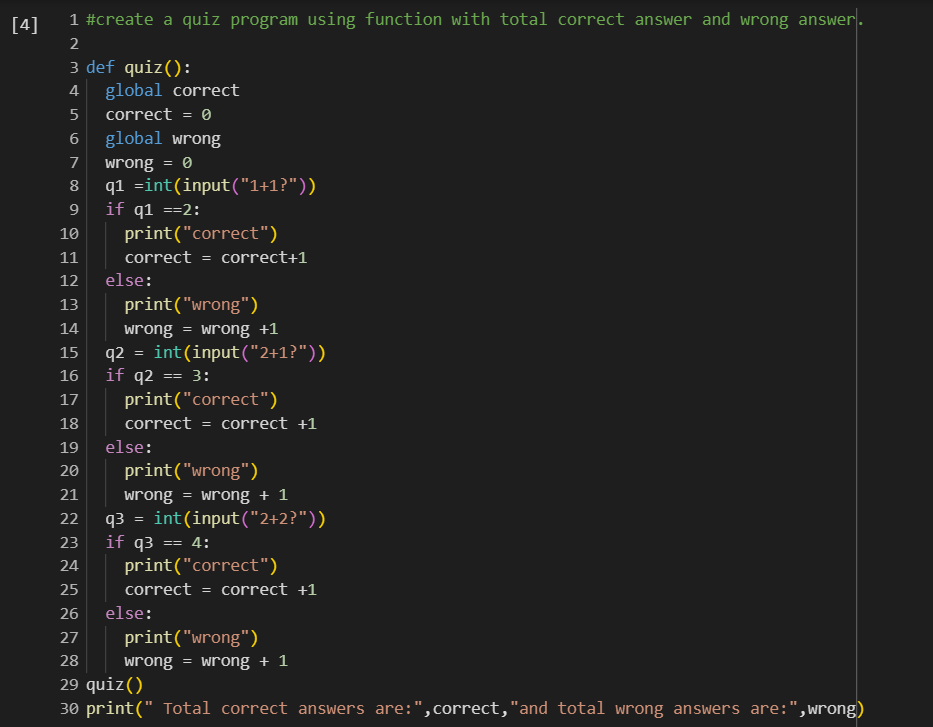 [4]
1 #create a quiz program using function with total correct answer and wrong answer.
2
3 def quiz():
4   global correct
5   correct = 0
6   global wrong
7   wrong = 0
8   q1 =int(input("1+1?"))
9   if q1 ==2:
10     print("correct")
11     correct = correct+1
12   else:
13     print("wrong")
14     wrong = wrong +1
15   q2 = int(input("2+1?"))
16   if q2 == 3:
17     print("correct")
18     correct = correct +1
19   else:
20     print("wrong")
21     wrong = wrong + 1
22   q3 = int(input("2+2?"))
23   if q3 == 4:
24     print("correct")
25     correct = correct +1
26   else:
27     print("wrong")
28     wrong = wrong + 1
29 quiz()
30 print(" Total correct answers are:",correct,"and total wrong answers are:",wrong)